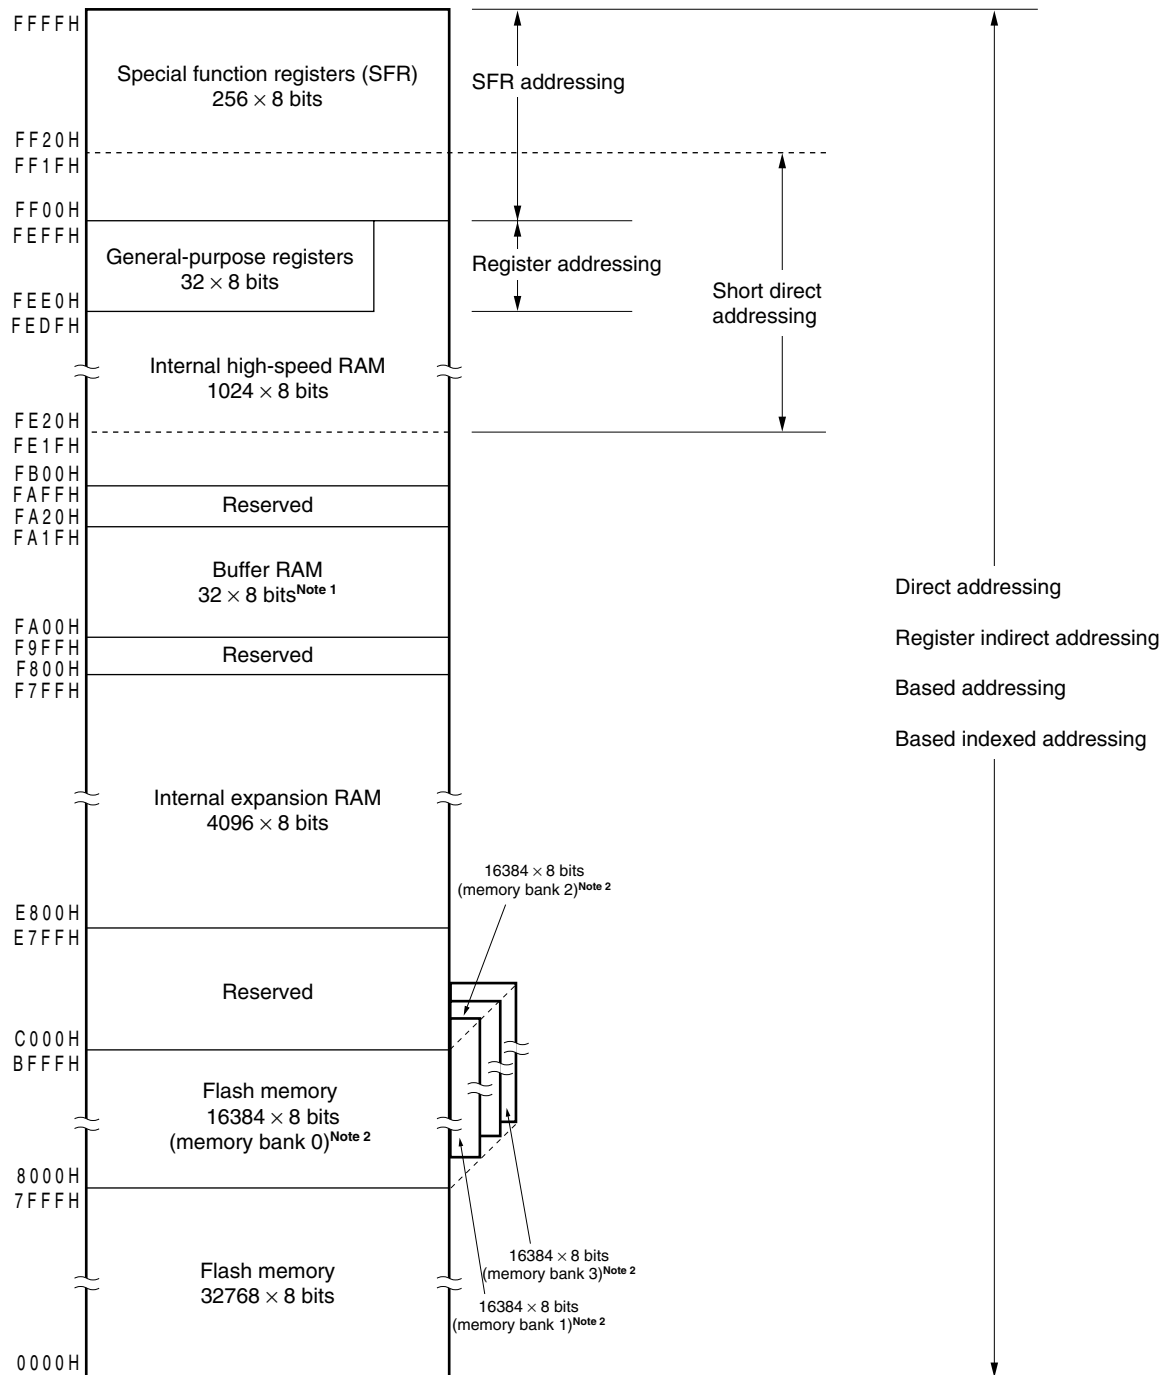 FFFFH
Special function registers (SFR)
256 × 8 bits
SFR addressing
FF20H
FF1FH
FF00H
FEFFH
General-purpose registers
32 × 8 bits
Register addressing
Short direct
addressing
FEE0H
FEDFH
Internal high-speed RAM
1024 × 8 bits
FE20H
FE1FH
FB00H
FAFFH
Reserved
FA20H
FA1FH
Buffer RAM
32 × 8 bitsNote 1
FA00H
F9FFH
Reserved
F800H
F7FFH
Direct addressing
Register indirect addressing
Based addressing
Based indexed addressing
Internal expansion RAM
4096 × 8 bits
16384 × 8 bits
(memory bank 2)Note 2
E800H
E7FFH
Reserved
C000H
BFFFH
Flash memory
16384 × 8 bits
(memory bank 0)Note 2
8000H
7FFFH
16384 × 8 bits
(memory bank 3)Note 2
Flash memory
32768 × 8 bits
16384 × 8 bits
(memory bank 1)Note 2
0000H